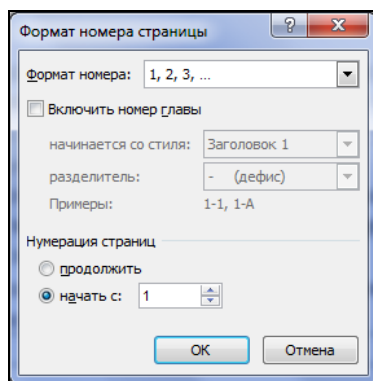 Формат номера страницы
Формат номера: 1, 2, 3, ...
Включить номер главы
начинается со стиля: Заголовок 1
разделитель: - (дефис)
Примеры: 1-1, 1-A
Нумерация страниц
продолжить
начать с: 1
ОК Отмена